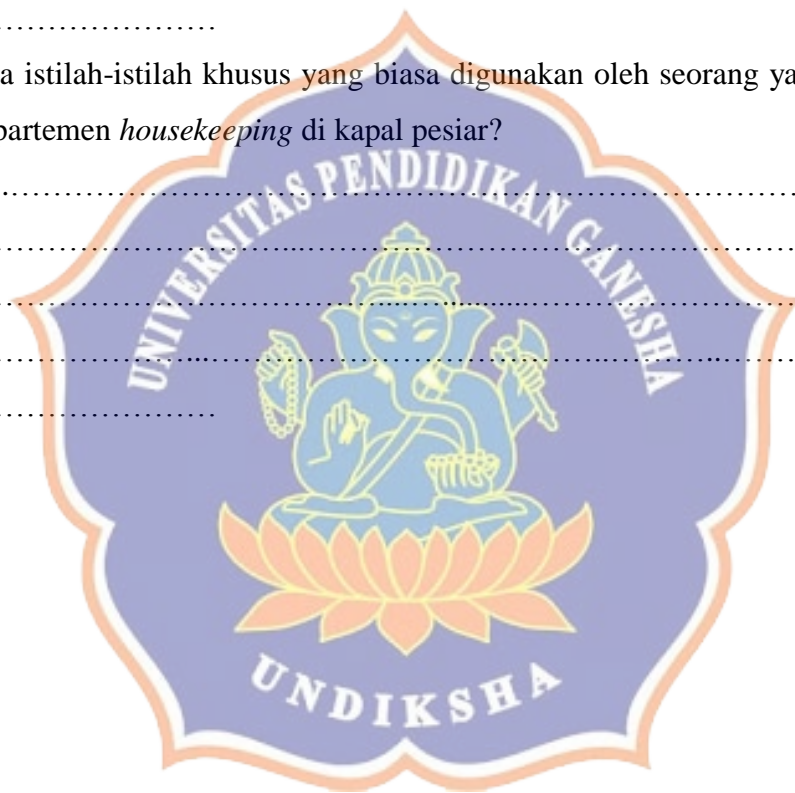 …………………
a istilah-istilah khusus yang biasa digunakan oleh seorang ya
partemen housekeeping di kapal pesiar?
..……………………………………………………………………
………………………...………………………………………………
……………………………………...………………………………
………………...…………………………………………..………
…………………
UNIVERSITAS PENDIDIKAN GANESHA
UNDIKSHA